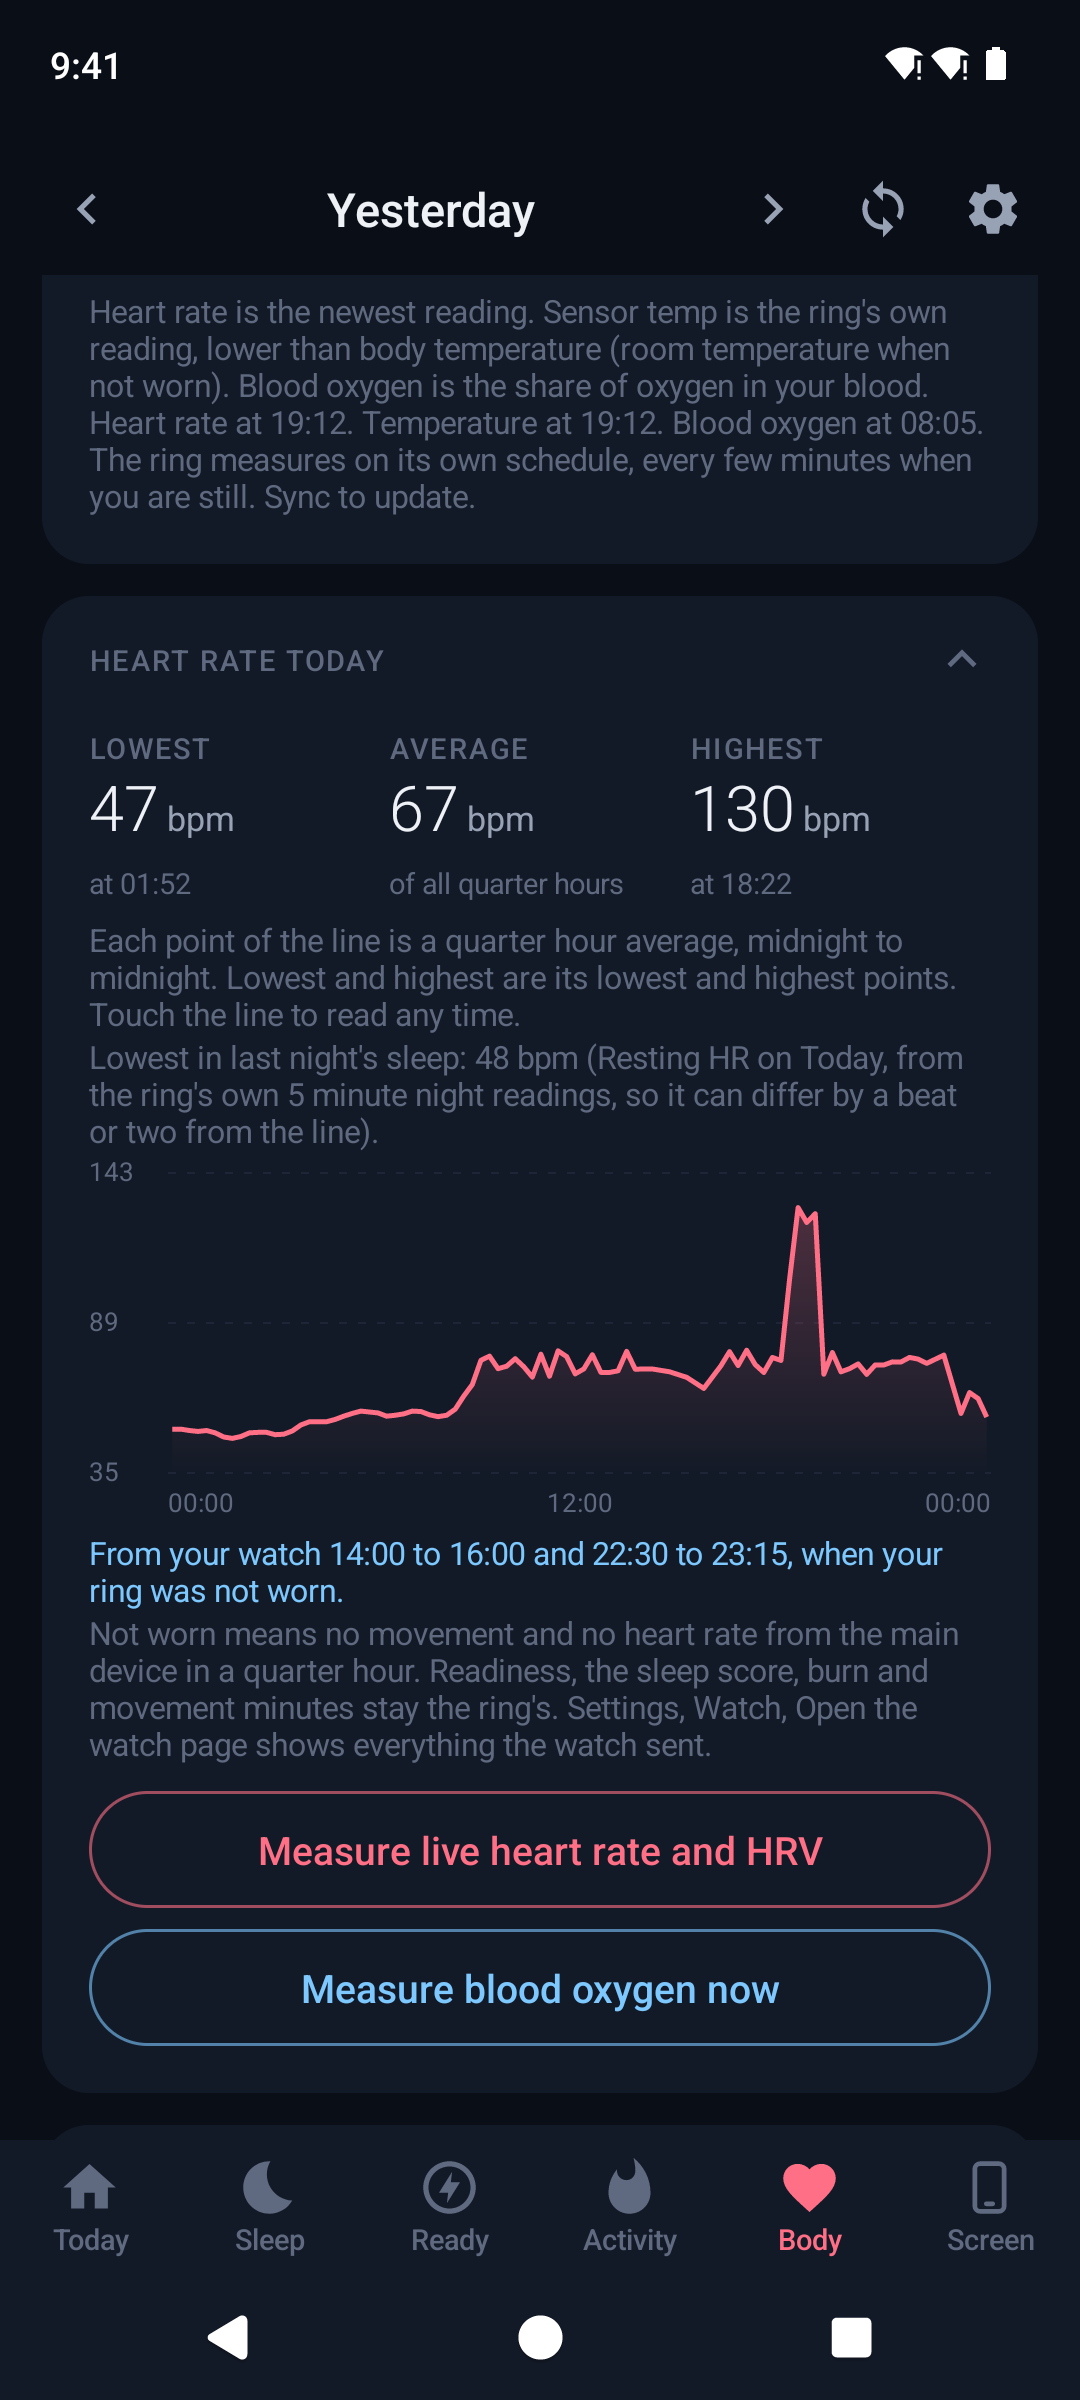 9:41
Yesterday
Heart rate is the newest reading. Sensor temp is the ring's own
reading, lower than body temperature (room temperature when
not worn). Blood oxygen is the share of oxygen in your blood.
Heart rate at 19:12. Temperature at 19:12. Blood oxygen at 08:05.
The ring measures on its own schedule, every few minutes when
you are still. Sync to update.
HEART RATE TODAY
LOWEST AVERAGE HIGHEST
47 bpm 67 bpm 130 bpm
at 01:52 of all quarter hours at 18:22
Each point of the line is a quarter hour average, midnight to
midnight. Lowest and highest are its lowest and highest points.
Touch the line to read any time.
Lowest in last night's sleep: 48 bpm (Resting HR on Today, from
the ring's own 5 minute night readings, so it can differ by a beat
or two from the line).
143
89
35
00:00 12:00 00:00
From your watch 14:00 to 16:00 and 22:30 to 23:15, when your
ring was not worn.
Not worn means no movement and no heart rate from the main
device in a quarter hour. Readiness, the sleep score, burn and
movement minutes stay the ring's. Settings, Watch, Open the
watch page shows everything the watch sent.
Measure live heart rate and HRV
Measure blood oxygen now
Today Sleep Ready Activity Body Screen